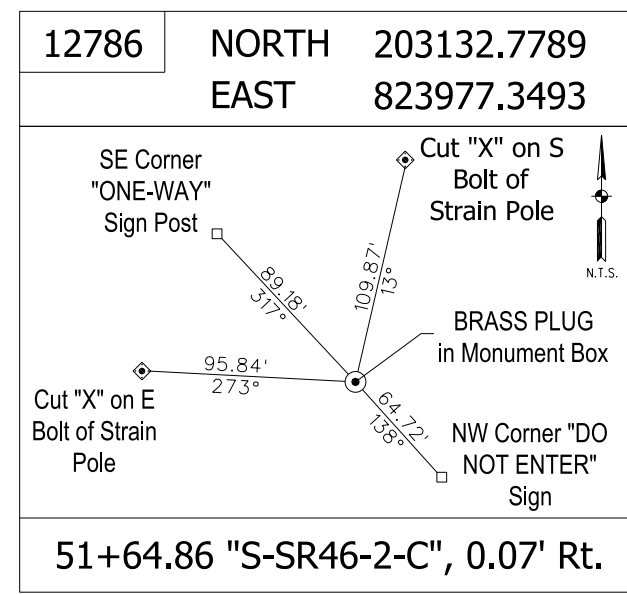 12786
NORTH 203132.7789
EAST 823977.3493
SE Corner
"ONE-WAY"
Sign Post
Cut "X" on S
Bolt of
Strain Pole
N.T.S.
89.18'
317°
109.87'
13°
BRASS PLUG
in Monument Box
95.84'
273°
Cut "X" on E
Bolt of Strain
Pole
64.72'
138°
NW Corner "DO
NOT ENTER"
Sign
51+64.86 "S-SR46-2-C", 0.07' Rt.